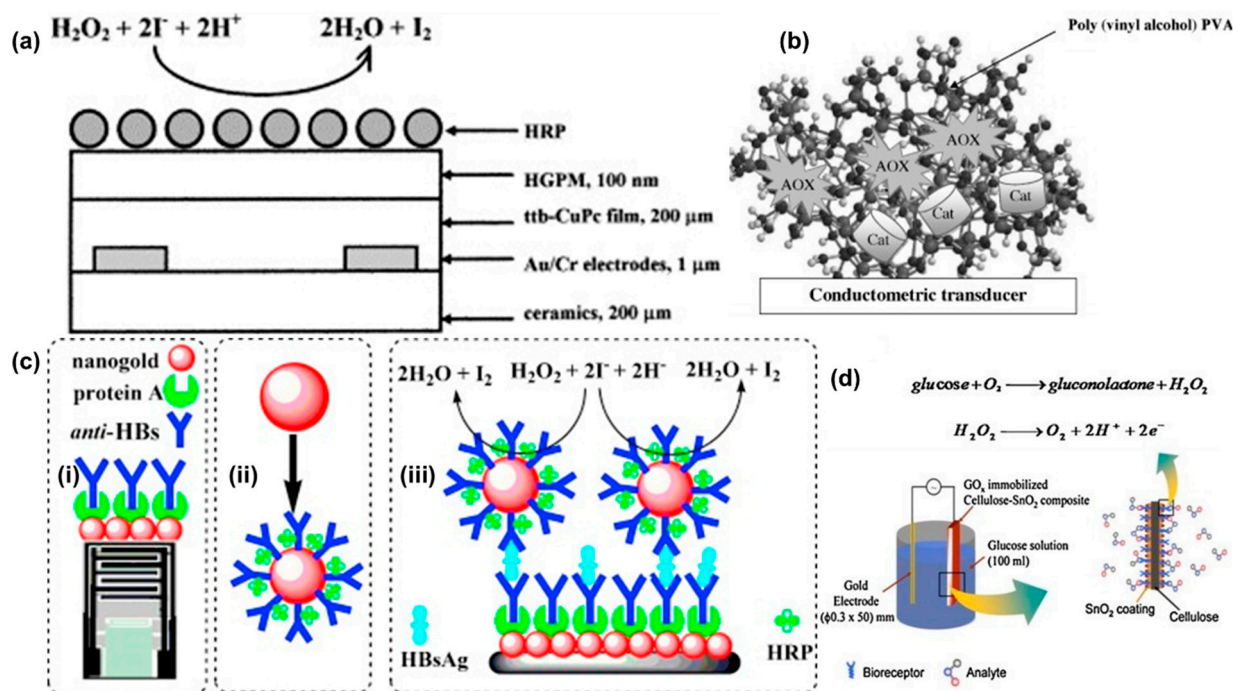 (a)
H₂O₂ + 2I⁻ + 2H⁺ 2H₂O + I₂
HRP
HGPM, 100 nm
ttb-CuPc film, 200 μm
Au/Cr electrodes, 1 μm
ceramics, 200 μm
(b)
Poly (vinyl alcohol) PVA
AOX
AOX
AOX
Cat
Cat
Cat
Conductometric transducer
(c)
nanogold
protein A
anti-HBs
(i)
(ii)
(iii)
2H₂O + I₂ H₂O₂ + 2I⁻ + 2H⁻ 2H₂O + I₂
HBsAg
HRP
(d)
glucose + O₂ ⟶ gluconolactone + H₂O₂
H₂O₂ ⟶ O₂ + 2H⁺ + 2e⁻
GOₓ immobilized
Cellulose-SnO₂ composite
Glucose solution
(100 ml)
Gold
Electrode
(ϕ0.3 x 50) mm
SnO₂ coating
Cellulose
Bioreceptor
Analyte